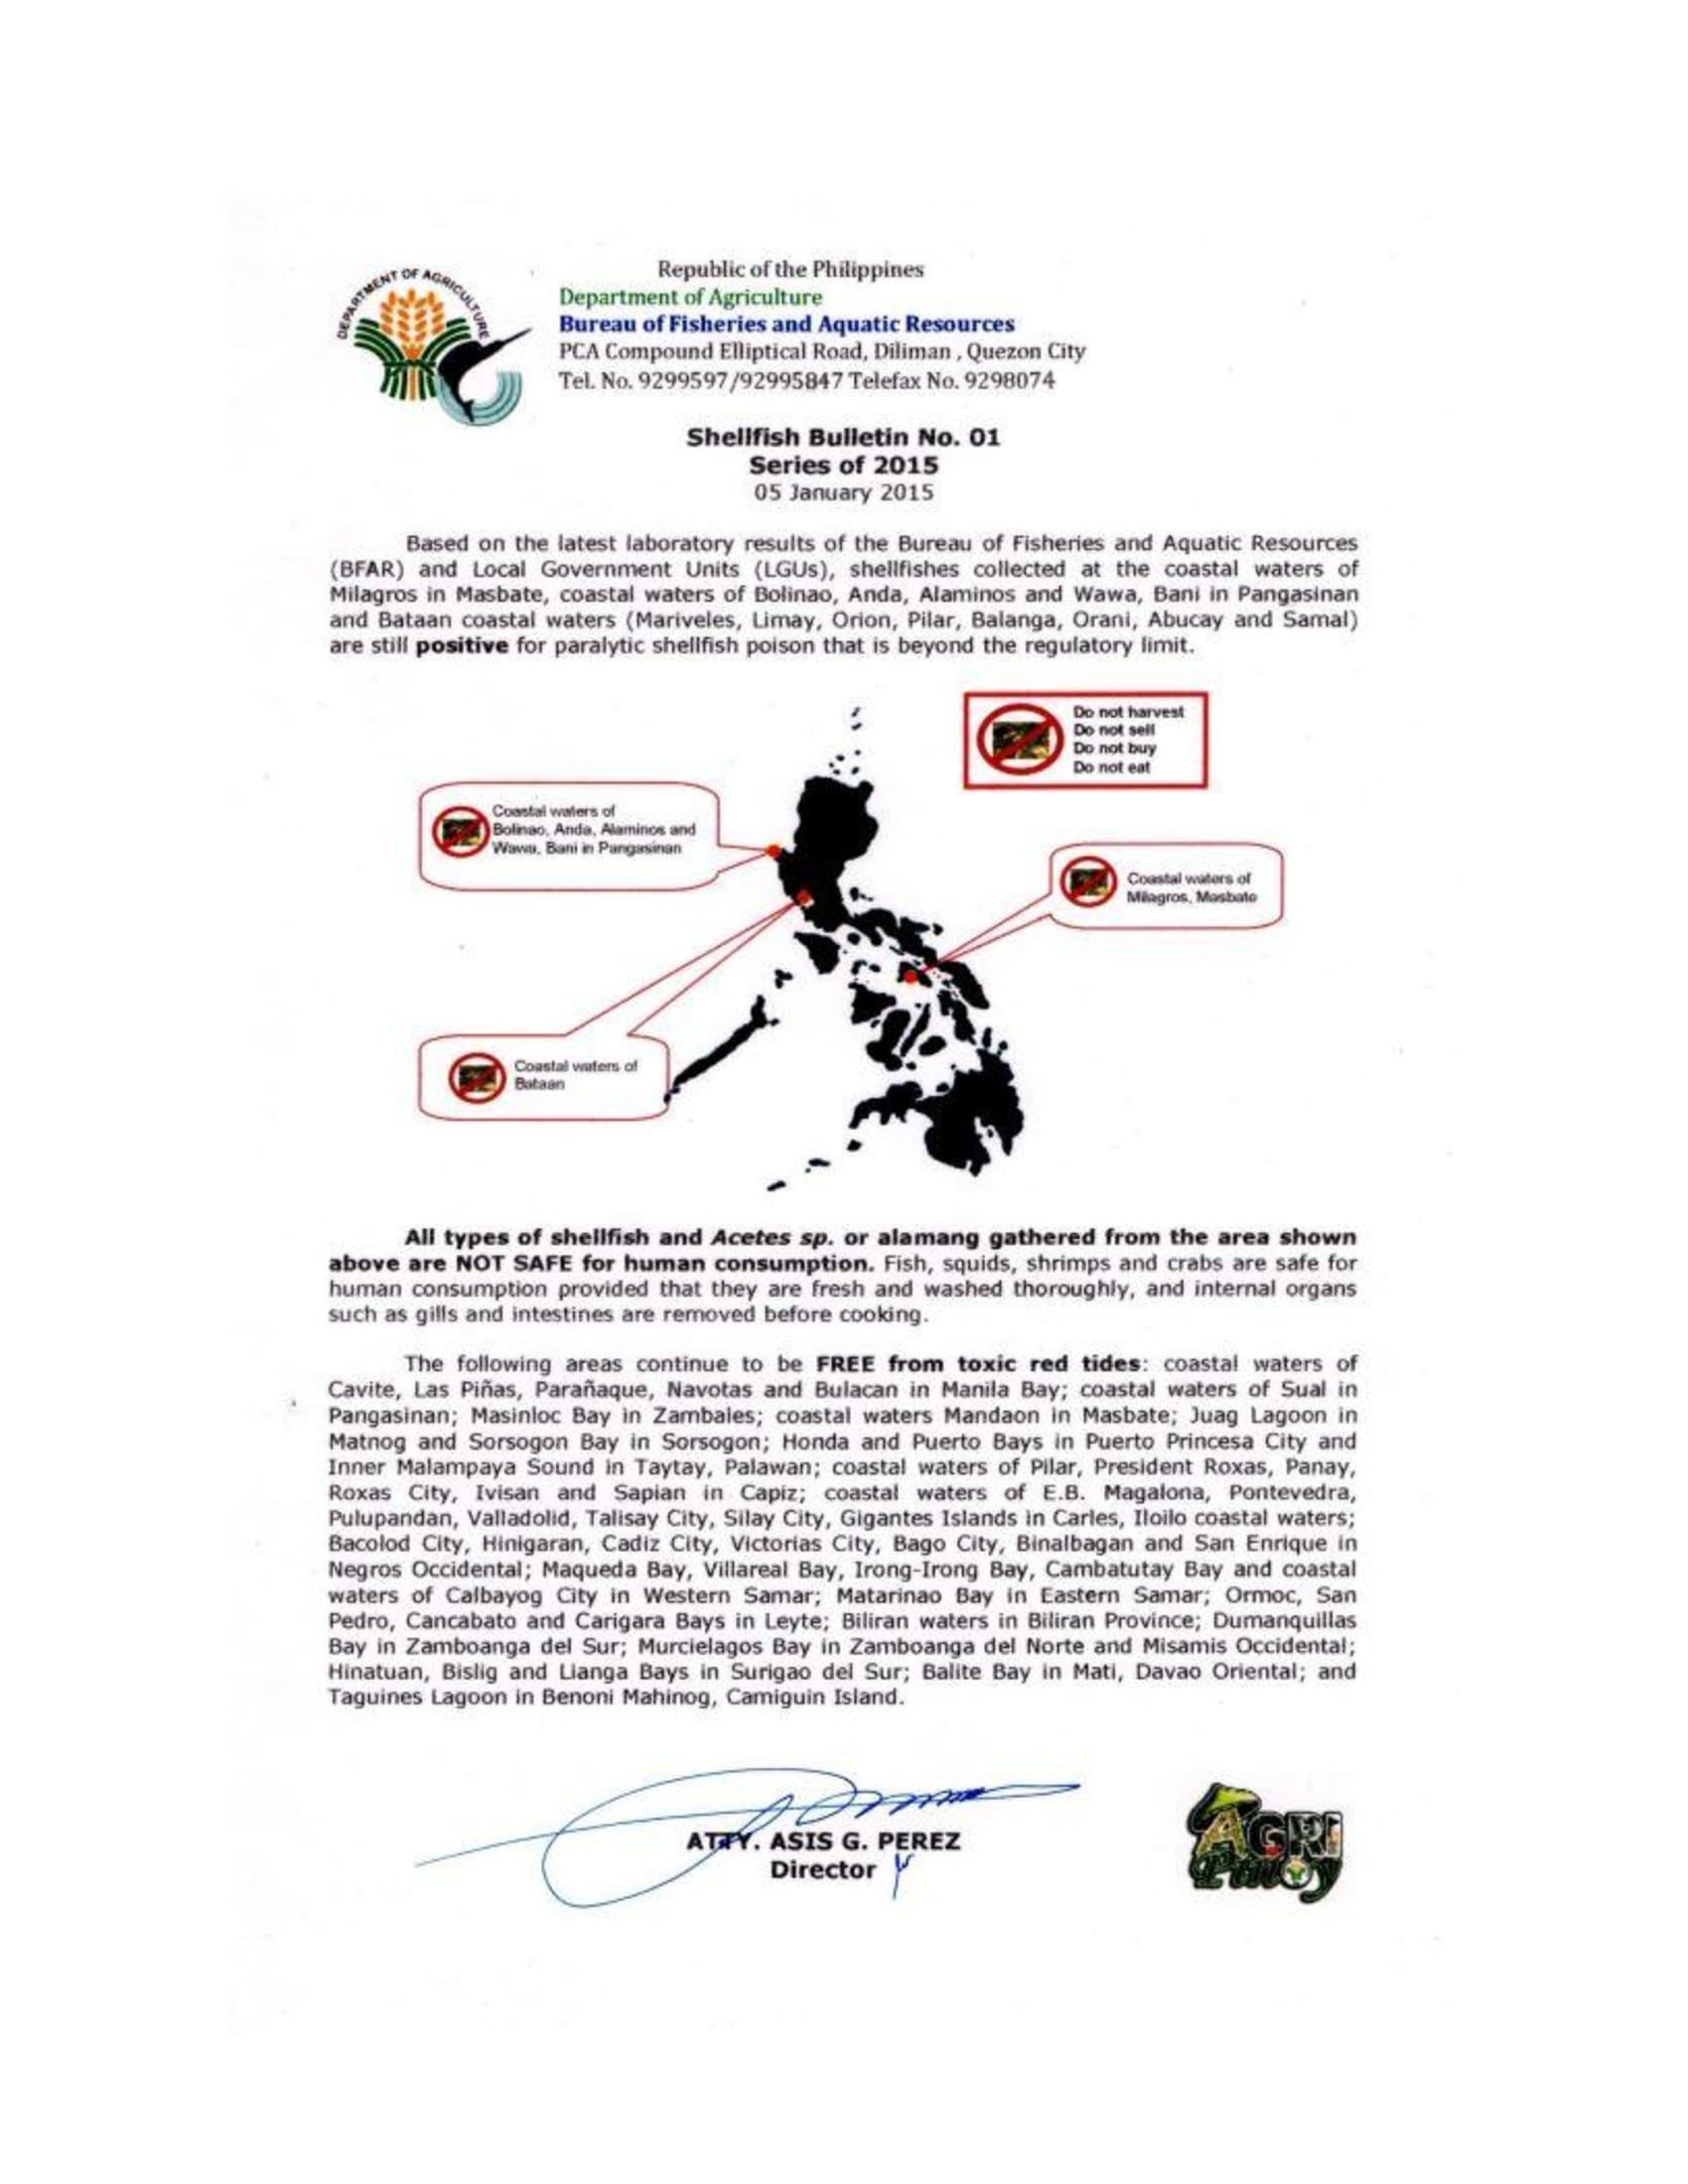 DEPARTMENT OF AGRICULTURE
Republic of the Philippines
Department of Agriculture
Bureau of Fisheries and Aquatic Resources
PCA Compound Elliptical Road, Diliman , Quezon City
Tel. No. 9299597/92995847 Telefax No. 9298074
Shellfish Bulletin No. 01
Series of 2015
05 January 2015
Based on the latest laboratory results of the Bureau of Fisheries and Aquatic Resources
(BFAR) and Local Government Units (LGUs), shellfishes collected at the coastal waters of
Milagros in Masbate, coastal waters of Bolinao, Anda, Alaminos and Wawa, Bani in Pangasinan
and Bataan coastal waters (Mariveles, Limay, Orion, Pilar, Balanga, Orani, Abucay and Samal)
are still positive for paralytic shellfish poison that is beyond the regulatory limit.
Do not harvest
Do not sell
Do not buy
Do not eat
Coastal waters of
Bolinao, Anda, Alaminos and
Wawa, Bani in Pangasinan
Coastal waters of
Milagros, Masbate
Coastal waters of
Bataan
All types of shellfish and Acetes sp. or alamang gathered from the area shown
above are NOT SAFE for human consumption. Fish, squids, shrimps and crabs are safe for
human consumption provided that they are fresh and washed thoroughly, and internal organs
such as gills and intestines are removed before cooking.
The following areas continue to be FREE from toxic red tides: coastal waters of
Cavite, Las Piñas, Parañaque, Navotas and Bulacan in Manila Bay; coastal waters of Sual in
Pangasinan; Masinloc Bay in Zambales; coastal waters Mandaon in Masbate; Juag Lagoon in
Matnog and Sorsogon Bay in Sorsogon; Honda and Puerto Bays in Puerto Princesa City and
Inner Malampaya Sound in Taytay, Palawan; coastal waters of Pilar, President Roxas, Panay,
Roxas City, Ivisan and Sapian in Capiz; coastal waters of E.B. Magalona, Pontevedra,
Pulupandan, Valladolid, Talisay City, Silay City, Gigantes Islands in Carles, Iloilo coastal waters;
Bacolod City, Hinigaran, Cadiz City, Victorias City, Bago City, Binalbagan and San Enrique in
Negros Occidental; Maqueda Bay, Villareal Bay, Irong-Irong Bay, Cambatutay Bay and coastal
waters of Calbayog City in Western Samar; Matarinao Bay in Eastern Samar; Ormoc, San
Pedro, Cancabato and Carigara Bays in Leyte; Biliran waters in Biliran Province; Dumanquillas
Bay in Zamboanga del Sur; Murcielagos Bay in Zamboanga del Norte and Misamis Occidental;
Hinatuan, Bislig and Lianga Bays in Surigao del Sur; Balite Bay in Mati, Davao Oriental; and
Taguines Lagoon in Benoni Mahinog, Camiguin Island.
ATTY. ASIS G. PEREZ
Director
AGRI
Pinoy